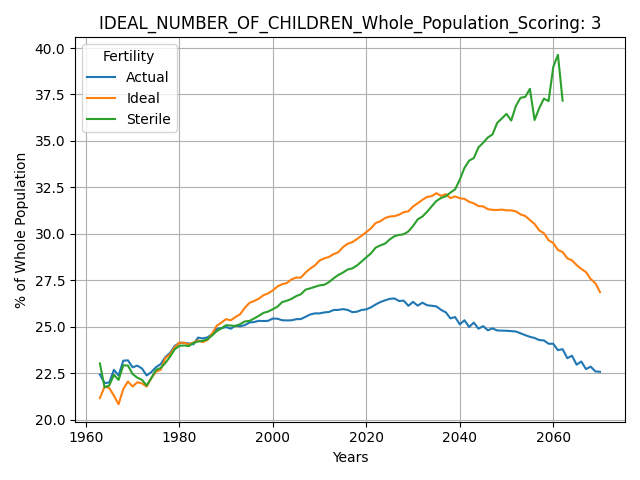 IDEAL_NUMBER_OF_CHILDREN_Whole_Population_Scoring: 3
% of Whole Population
40.0
37.5
35.0
32.5
30.0
27.5
25.0
22.5
20.0
Fertility
Actual
Ideal
Sterile
1960 1980 2000 2020 2040 2060
Years